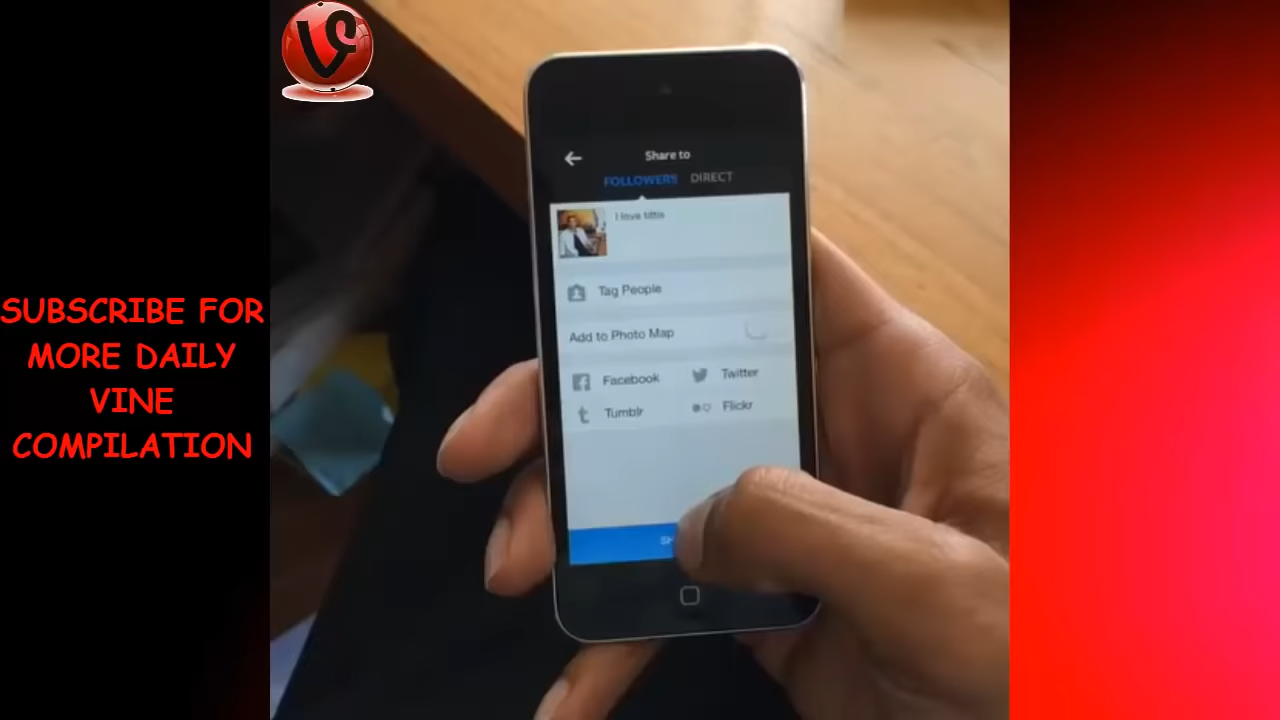 SUBSCRIBE FOR
MORE DAILY
VINE
COMPILATION
Share to
FOLLOWERS DIRECT
I love titis
Tag People
Add to Photo Map
Facebook Twitter
Tumblr Flickr